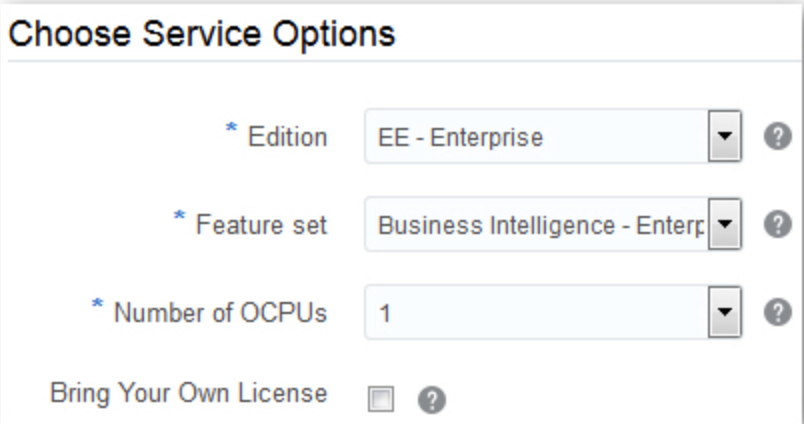 Choose Service Options
* Edition EE - Enterprise ?
* Feature set Business Intelligence - Enterp ?
* Number of OCPUs 1 ?
Bring Your Own License ?